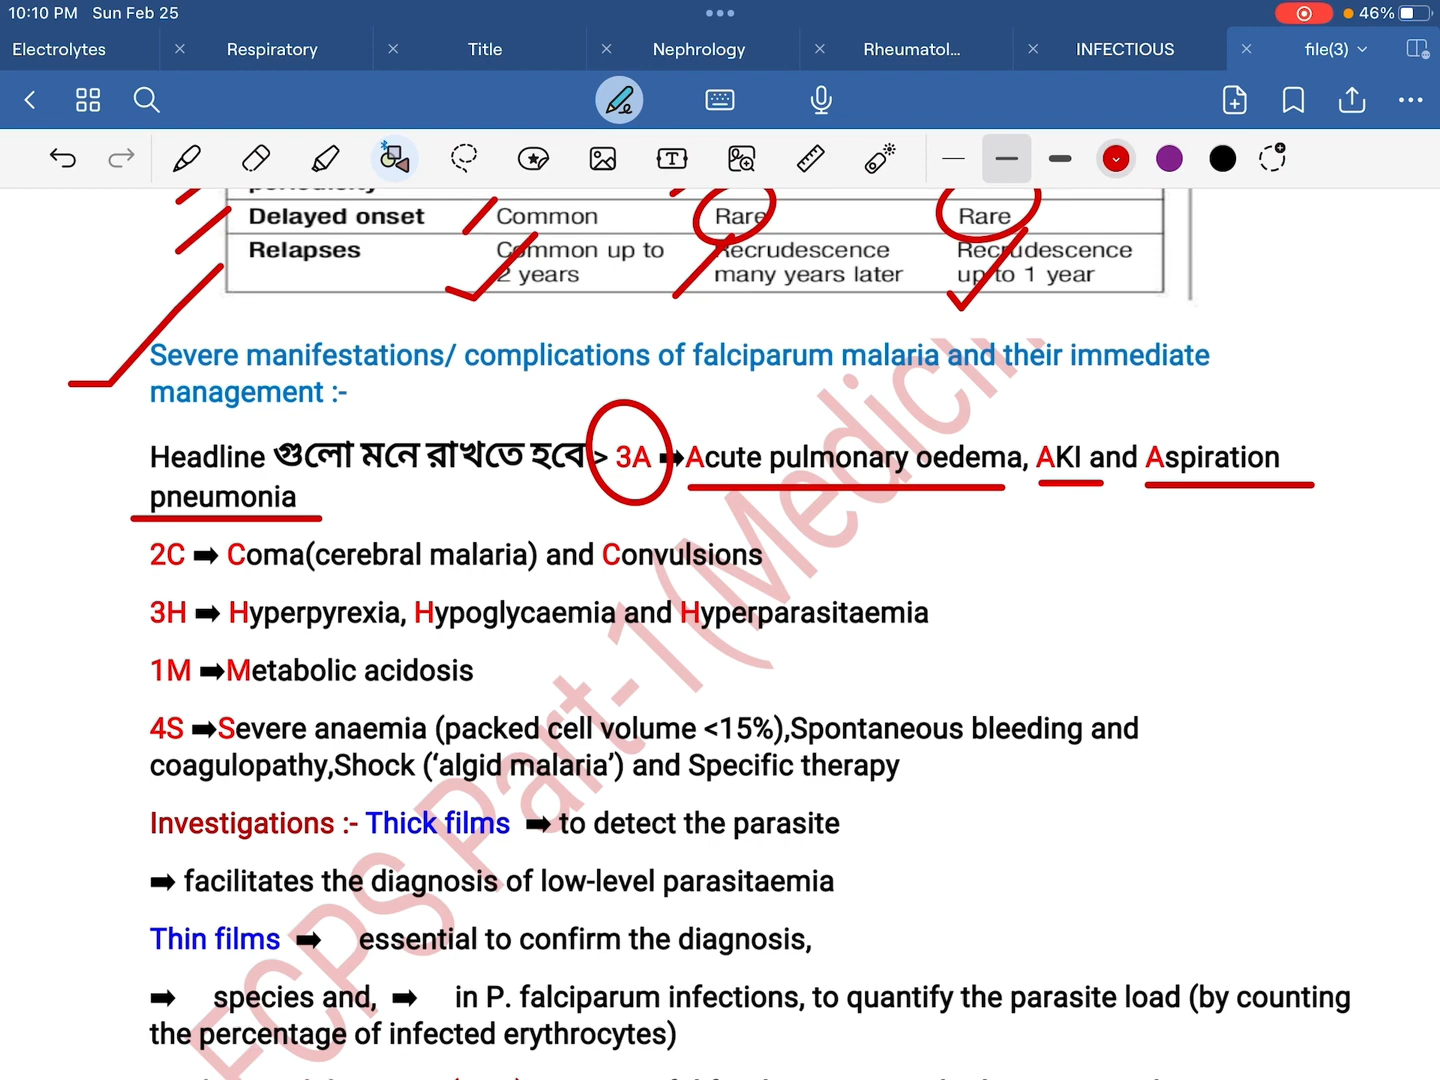 10:10 PM Sun Feb 25
46%
Electrolytes
Respiratory
Title
Nephrology
Rheumatol...
INFECTIOUS
file(3)
periodicity
Delayed onset Common Rare Rare
Relapses Common up to Recrudescence Recrudescence
2 years many years later up to 1 year
Severe manifestations/ complications of falciparum malaria and their immediate
management :-
Headline গুলো মনে রাখতে হবে > 3A ➡Acute pulmonary oedema, AKI and Aspiration
pneumonia
2C ➡ Coma(cerebral malaria) and Convulsions
3H ➡ Hyperpyrexia, Hypoglycaemia and Hyperparasitaemia
1M ➡Metabolic acidosis
4S ➡Severe anaemia (packed cell volume <15%),Spontaneous bleeding and
coagulopathy,Shock (‘algid malaria’) and Specific therapy
Investigations :- Thick films ➡ to detect the parasite
➡ facilitates the diagnosis of low-level parasitaemia
Thin films ➡ essential to confirm the diagnosis,
➡ species and, ➡ in P. falciparum infections, to quantify the parasite load (by counting
the percentage of infected erythrocytes)
FCPS Part-1(Medicin